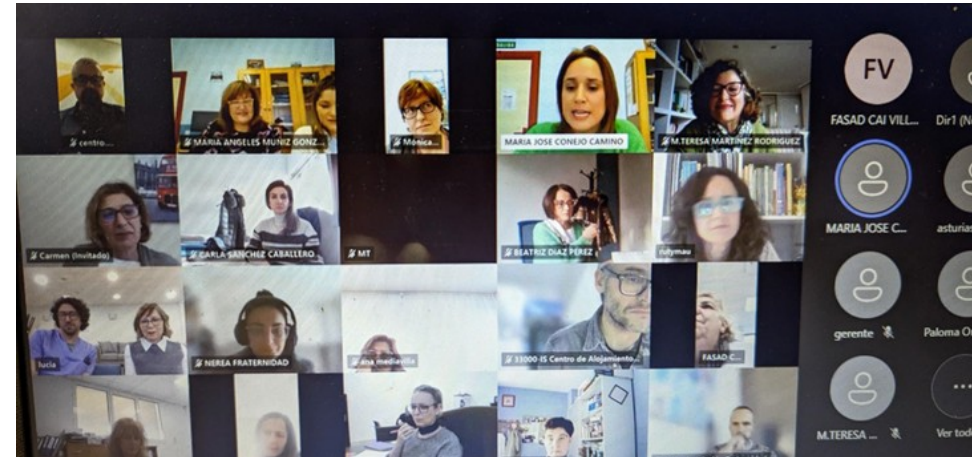 centro...
MARIA ANGELES MUÑIZ GONZ...
Mónica...
MARIA JOSE CONEJO CAMINO
M.TERESA MARTINEZ RODRIGUEZ
FV
FASAD CAI VILL...
Dir1 (N
Carmen (Invitado)
CARLA SANCHEZ CABALLERO
MT
BEATRIZ DIAZ PEREZ
rutymau
MARIA JOSE C...
asturias
lucia
NEREA FRATERNIDAD
ana mediavilla
33000-IS Centro de Alojamiento...
FASAD C...
gerente
Paloma O
M.TERESA ...
Ver tod